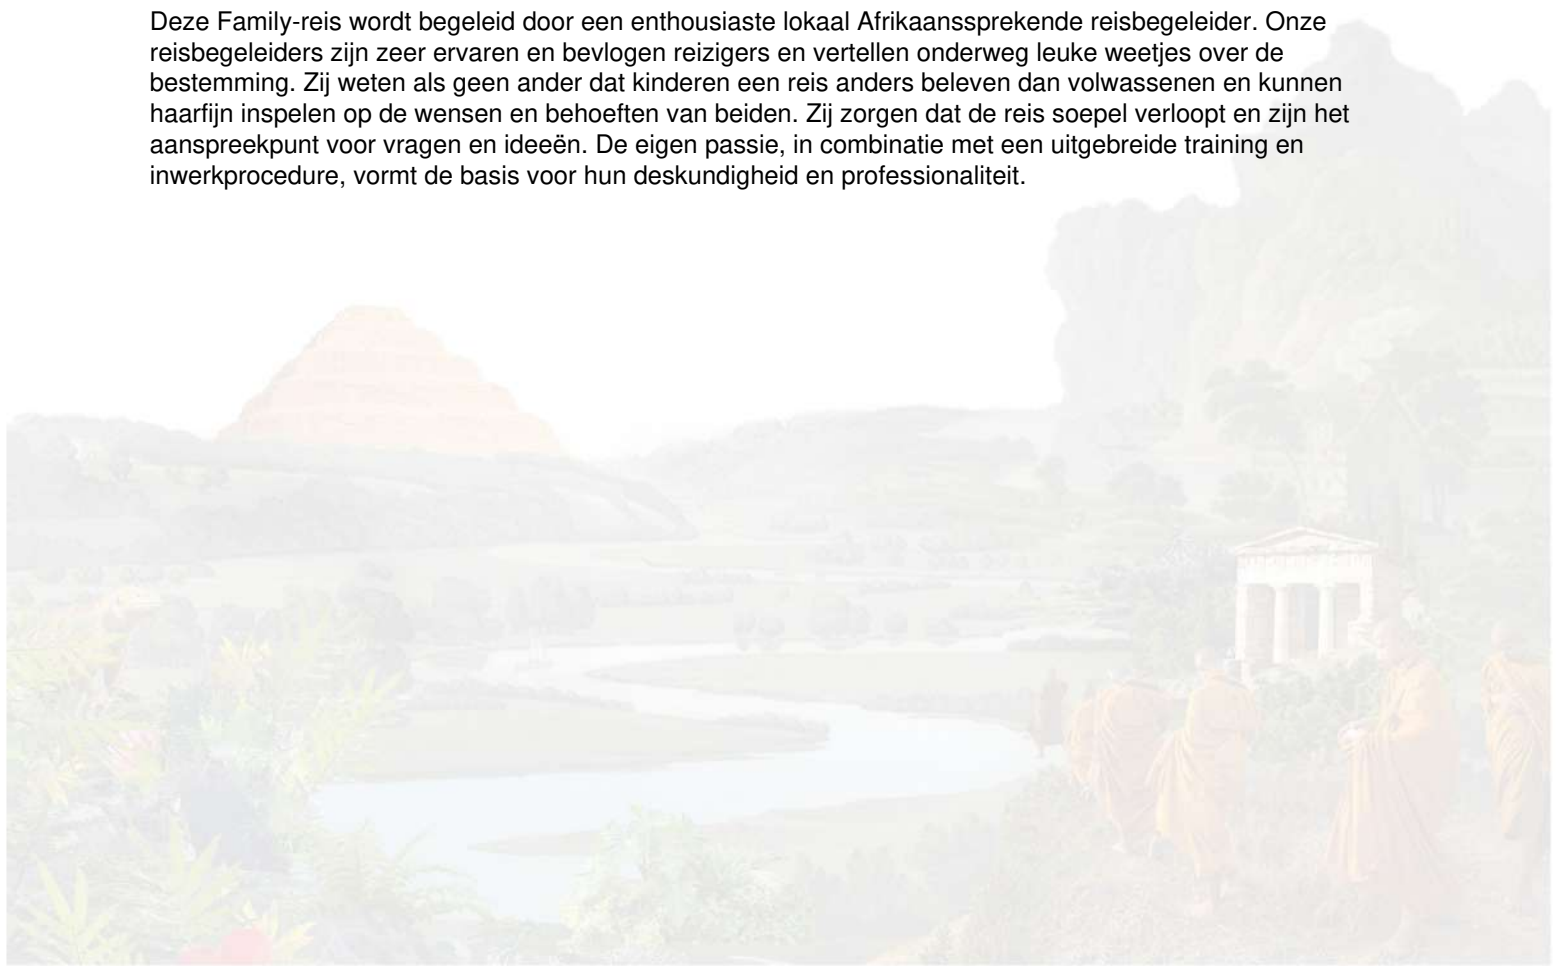 Deze Family-reis wordt begeleid door een enthousiaste lokaal Afrikaanssprekende reisbegeleider. Onze
reisbegeleiders zijn zeer ervaren en bevlogen reizigers en vertellen onderweg leuke weetjes over de
bestemming. Zij weten als geen ander dat kinderen een reis anders beleven dan volwassenen en kunnen
haarfijn inspelen op de wensen en behoeften van beiden. Zij zorgen dat de reis soepel verloopt en zijn het
aanspreekpunt voor vragen en ideeën. De eigen passie, in combinatie met een uitgebreide training en
inwerkprocedure, vormt de basis voor hun deskundigheid en professionaliteit.